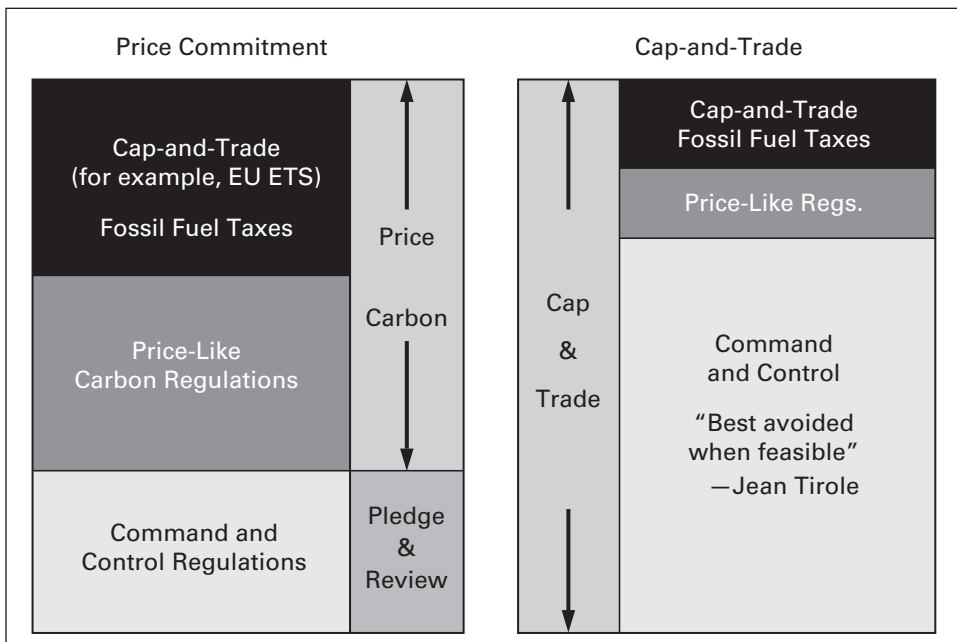 Price Commitment
Cap-and-Trade
(for example, EU ETS)
Fossil Fuel Taxes
Price-Like
Carbon Regulations
Command and
Control Regulations
Price
Carbon
Pledge
&
Review
Cap-and-Trade
Cap
&
Trade
Cap-and-Trade
Fossil Fuel Taxes
Price-Like Regs.
Command
and Control
“Best avoided
when feasible”
—Jean Tirole